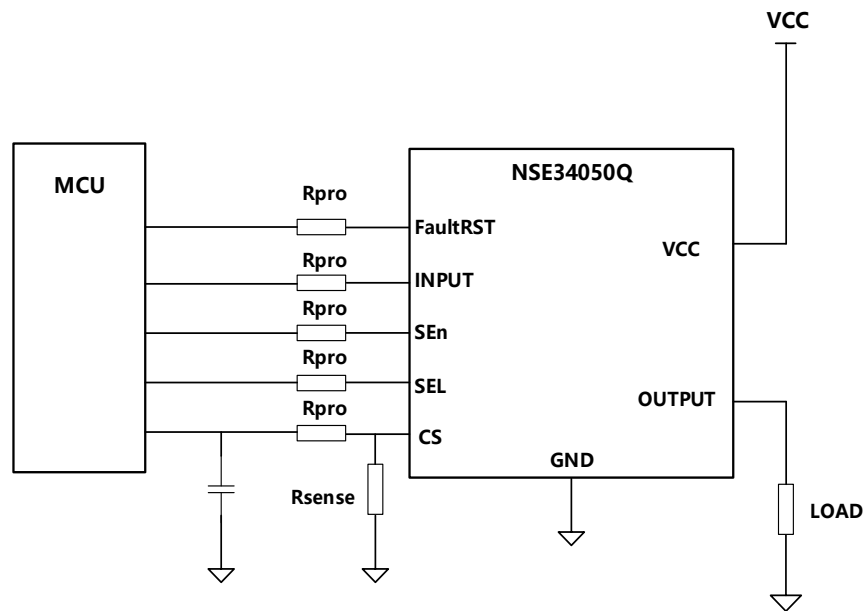 VCC
MCU
NSE34050Q
Rpro
FaultRST
VCC
Rpro
INPUT
Rpro
SEn
Rpro
SEL
Rpro
OUTPUT
CS
GND
Rsense
LOAD